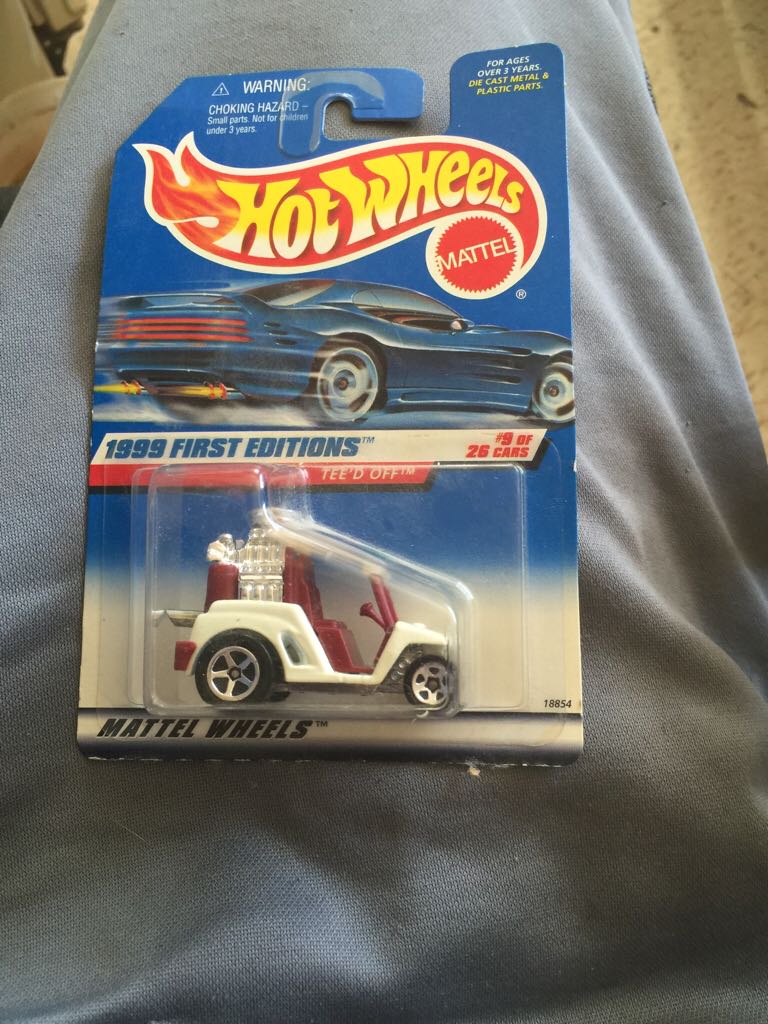 ⚠ WARNING:
CHOKING HAZARD –
Small parts. Not for children
under 3 years.
FOR AGES
OVER 3 YEARS.
DIE CAST METAL &
PLASTIC PARTS.
HOT WHEELS
MATTEL
®
1999 FIRST EDITIONS™
#9 OF
26 CARS
TEE'D OFF™
18854
MATTEL WHEELS™